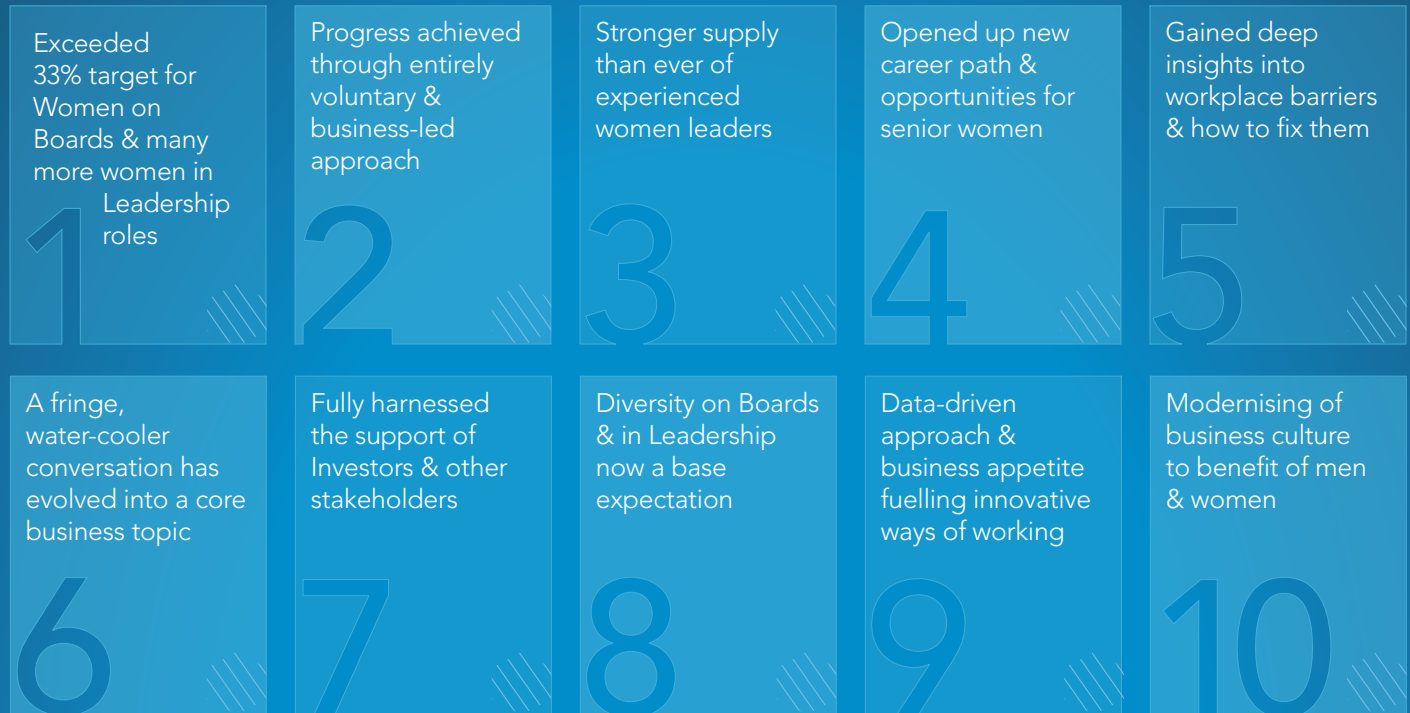 Exceeded
33% target for
Women on
Boards & many
more women in
Leadership
roles
1
Progress achieved
through entirely
voluntary &
business-led
approach
2
Stronger supply
than ever of
experienced
women leaders
3
Opened up new
career path &
opportunities for
senior women
4
Gained deep
insights into
workplace barriers
& how to fix them
5
A fringe,
water-cooler
conversation has
evolved into a core
business topic
6
Fully harnessed
the support of
Investors & other
stakeholders
7
Diversity on Boards
& in Leadership
now a base
expectation
8
Data-driven
approach &
business appetite
fuelling innovative
ways of working
9
Modernising of
business culture
to benefit of men
& women
10